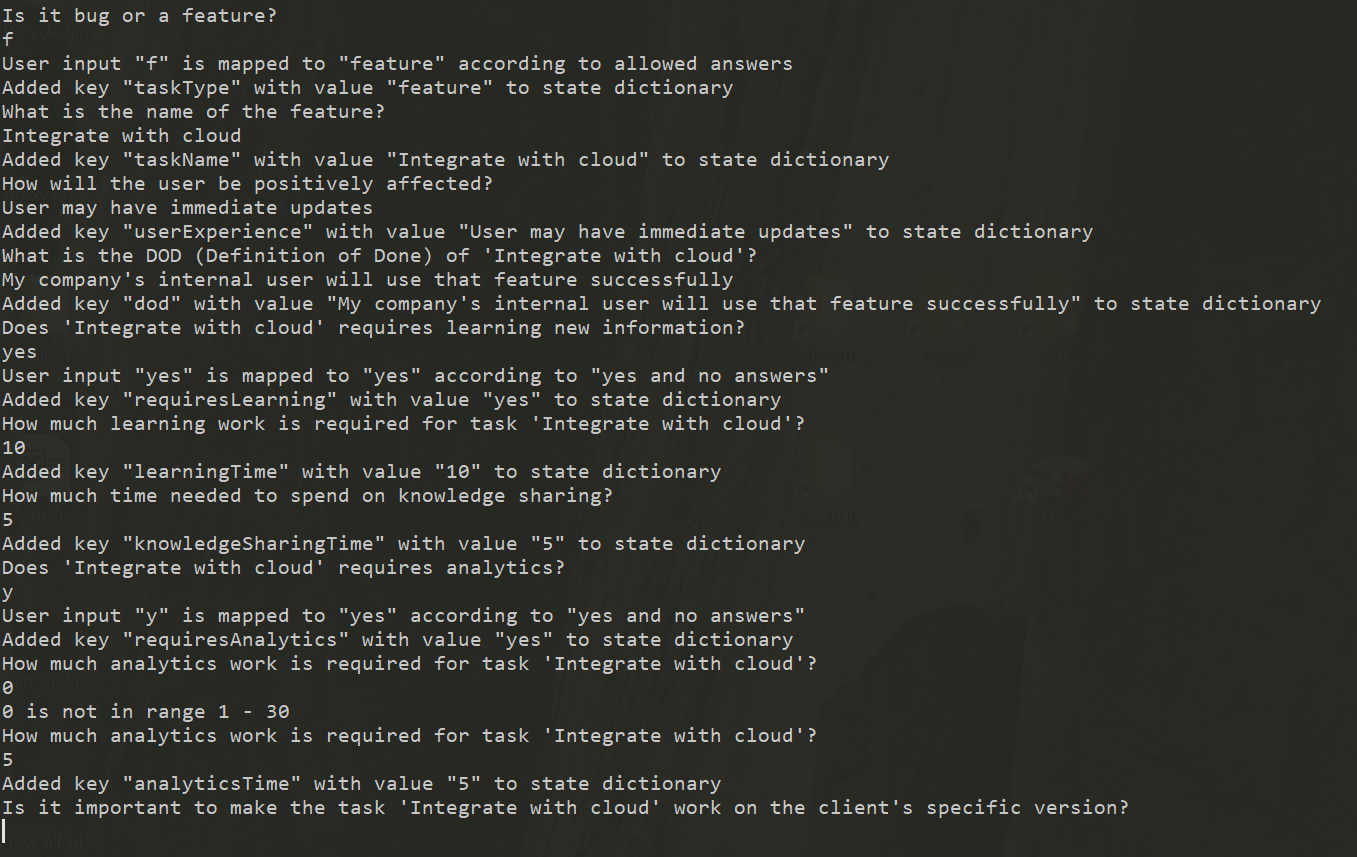 Is it bug or a feature?
f
User input "f" is mapped to "feature" according to allowed answers
Added key "taskType" with value "feature" to state dictionary
What is the name of the feature?
Integrate with cloud
Added key "taskName" with value "Integrate with cloud" to state dictionary
How will the user be positively affected?
User may have immediate updates
Added key "userExperience" with value "User may have immediate updates" to state dictionary
What is the DOD (Definition of Done) of 'Integrate with cloud'?
My company's internal user will use that feature successfully
Added key "dod" with value "My company's internal user will use that feature successfully" to state dictionary
Does 'Integrate with cloud' requires learning new information?
yes
User input "yes" is mapped to "yes" according to "yes and no answers"
Added key "requiresLearning" with value "yes" to state dictionary
How much learning work is required for task 'Integrate with cloud'?
10
Added key "learningTime" with value "10" to state dictionary
How much time needed to spend on knowledge sharing?
5
Added key "knowledgeSharingTime" with value "5" to state dictionary
Does 'Integrate with cloud' requires analytics?
y
User input "y" is mapped to "yes" according to "yes and no answers"
Added key "requiresAnalytics" with value "yes" to state dictionary
How much analytics work is required for task 'Integrate with cloud'?
0
0 is not in range 1 - 30
How much analytics work is required for task 'Integrate with cloud'?
5
Added key "analyticsTime" with value "5" to state dictionary
Is it important to make the task 'Integrate with cloud' work on the client's specific version?